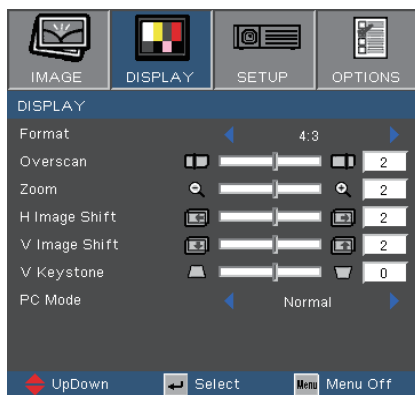 IMAGE DISPLAY SETUP OPTIONS
DISPLAY
Format 4:3
Overscan 2
Zoom 2
H Image Shift 2
V Image Shift 2
V Keystone 0
PC Mode Normal
UpDown Select Menu Menu Off